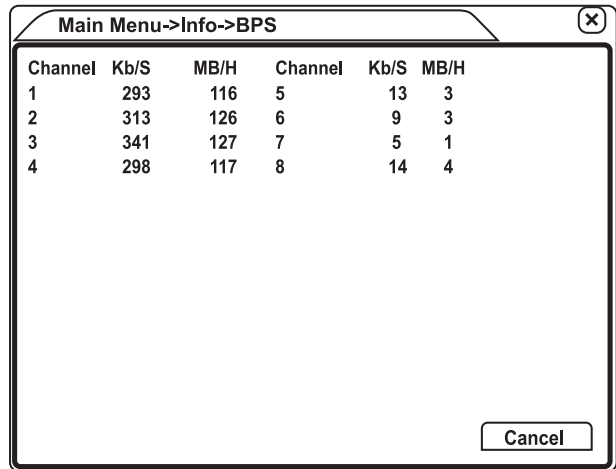 Main Menu->Info->BPS
Channel Kb/S MB/H Channel Kb/S MB/H
1 293 116 5 13 3
2 313 126 6 9 3
3 341 127 7 5 1
4 298 117 8 14 4
Cancel